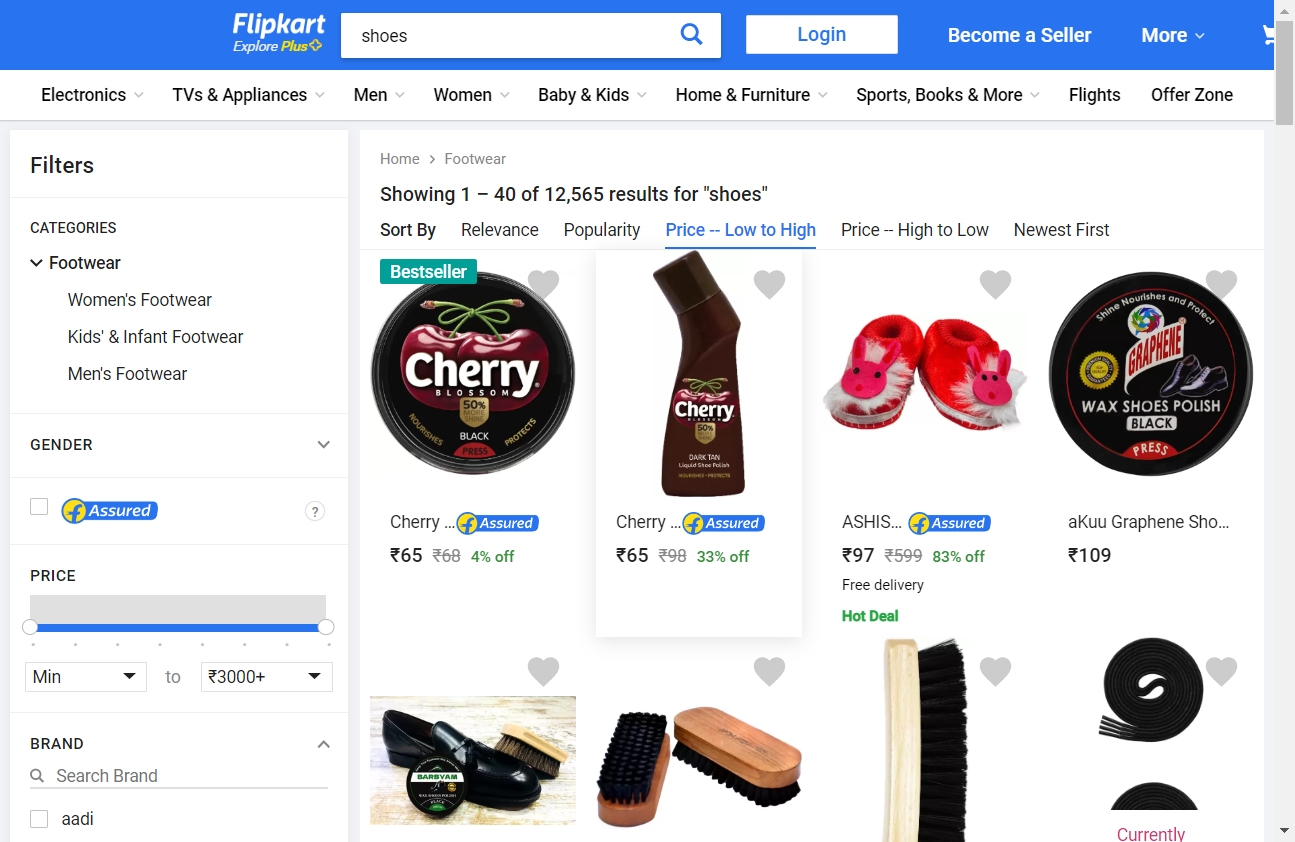 Flipkart
Explore Plus
shoes
Login
Become a Seller
More
Electronics
TVs & Appliances
Men
Women
Baby & Kids
Home & Furniture
Sports, Books & More
Flights
Offer Zone
Filters
CATEGORIES
Footwear
Women's Footwear
Kids' & Infant Footwear
Men's Footwear
GENDER
Assured
?
PRICE
Min
to
₹3000+
BRAND
Search Brand
aadi
Home
Footwear
Showing 1 – 40 of 12,565 results for "shoes"
Sort By
Relevance
Popularity
Price -- Low to High
Price -- High to Low
Newest First
Bestseller
Cherry
BLOSSOM
50%
MORE
SHINE
NOURISHES
BLACK
PROTECTS
PRESS
Cherry ...
Assured
₹65 ₹68 4% off
Cherry
BLOSSOM
50%
DARK TAN
Liquid Shoe Polish
NOURISHES • PROTECTS
Cherry ...
Assured
₹65 ₹98 33% off
ASHIS...
Assured
₹97 ₹599 83% off
Free delivery
Hot Deal
Shine Nourishes and Protect
GRAPHENE
WAX SHOES POLISH
BLACK
PRESS
aKuu Graphene Sho...
₹109
BARSYAM
WAX SHOES POLISH
BLACK
Currently